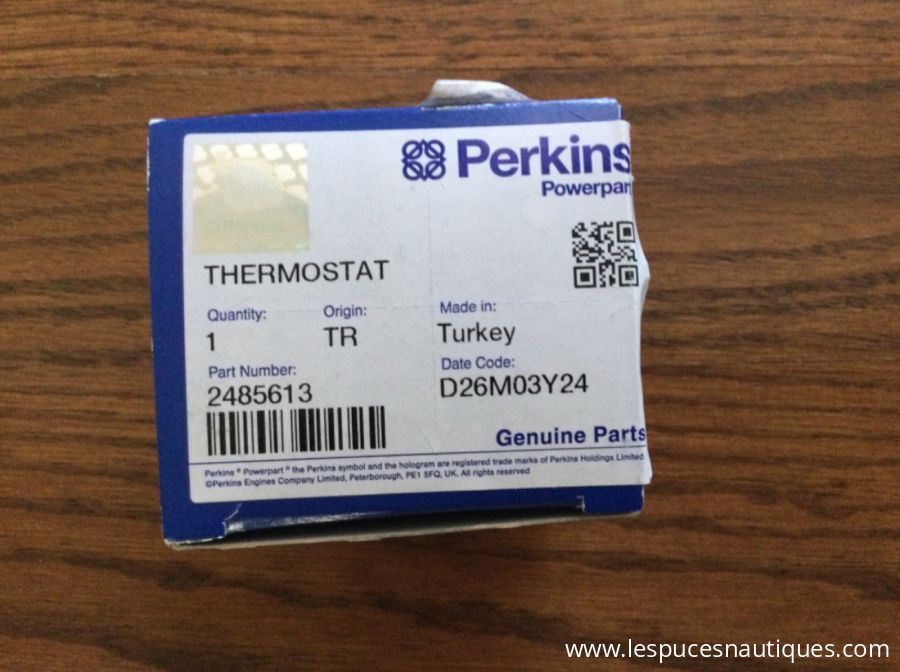 Perkins
Powerpar
Perkins
THERMOSTAT
Quantity: Origin: Made in:
1 TR Turkey
Part Number: Date Code:
2485613 D26M03Y24
Genuine Parts
Perkins ® Powerpart ® the Perkins symbol and the hologram are registered trade marks of Perkins Holdings Limited.
©Perkins Engines Company Limited, Peterborough, PE1 5FQ, UK. All rights reserved
www.lespucesnautiques.com